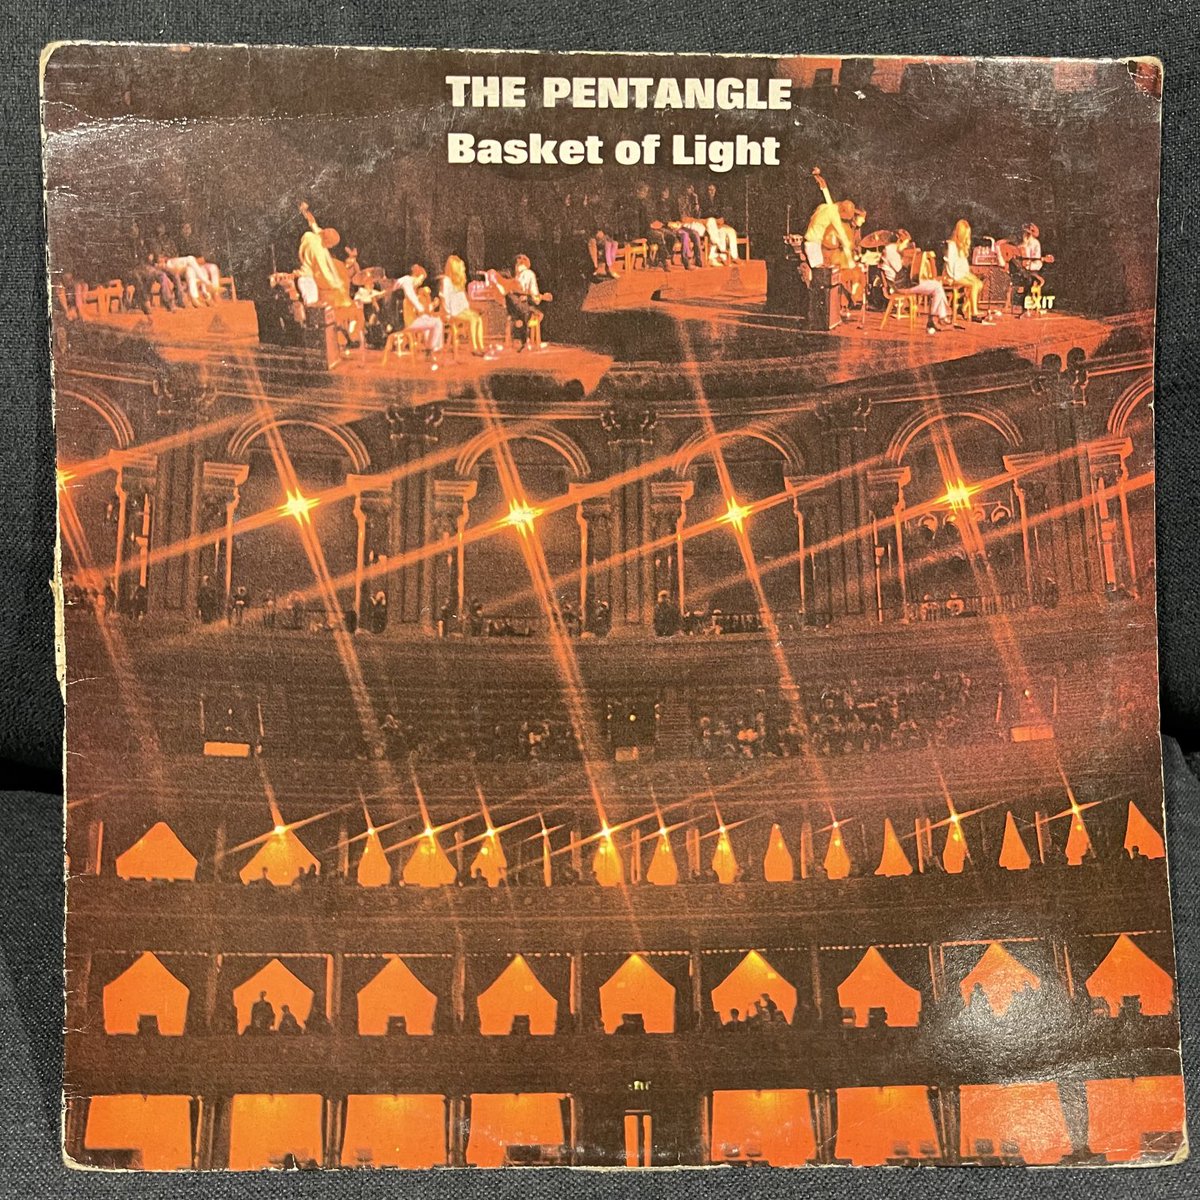 THE PENTANGLE
Basket of Light
EXIT